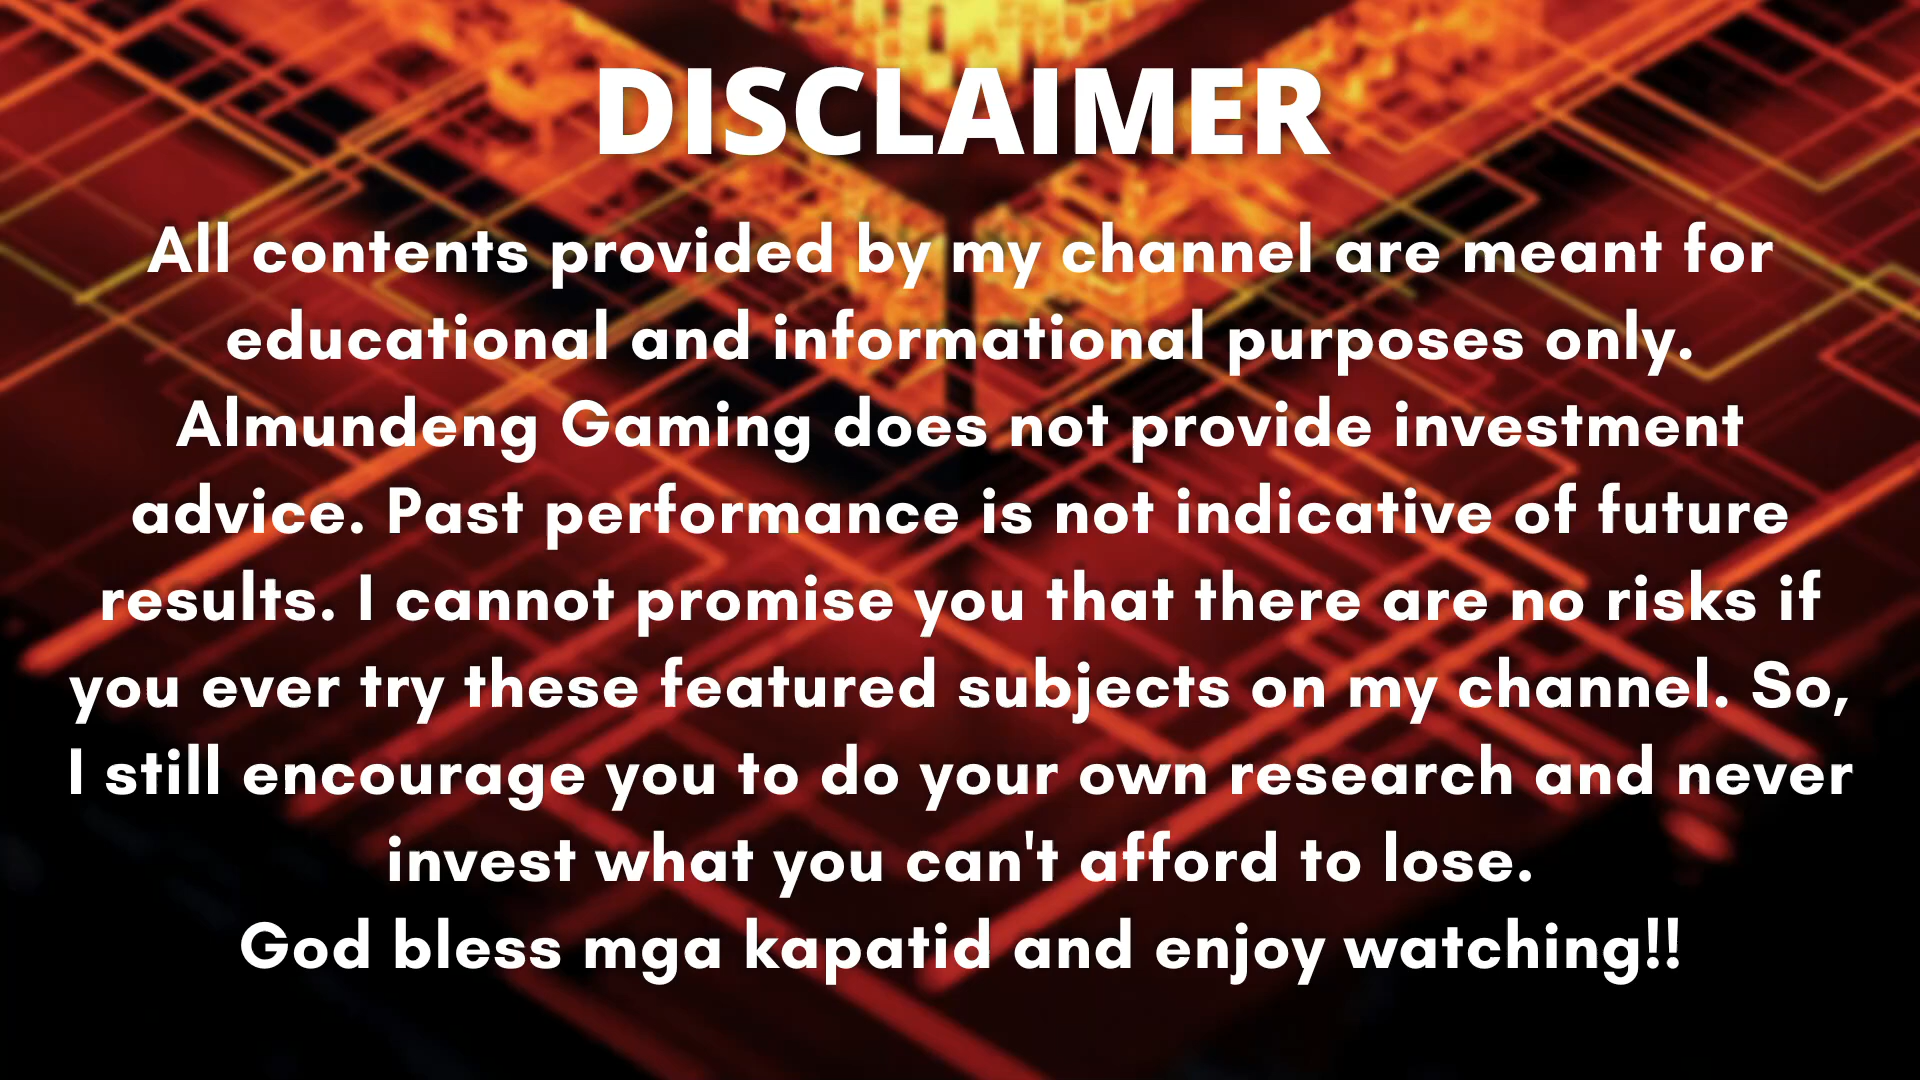 DISCLAIMER
All contents provided by my channel are meant for
educational and informational purposes only.
Almundeng Gaming does not provide investment
advice. Past performance is not indicative of future
results. I cannot promise you that there are no risks if
you ever try these featured subjects on my channel. So,
I still encourage you to do your own research and never
invest what you can't afford to lose.
God bless mga kapatid and enjoy watching!!